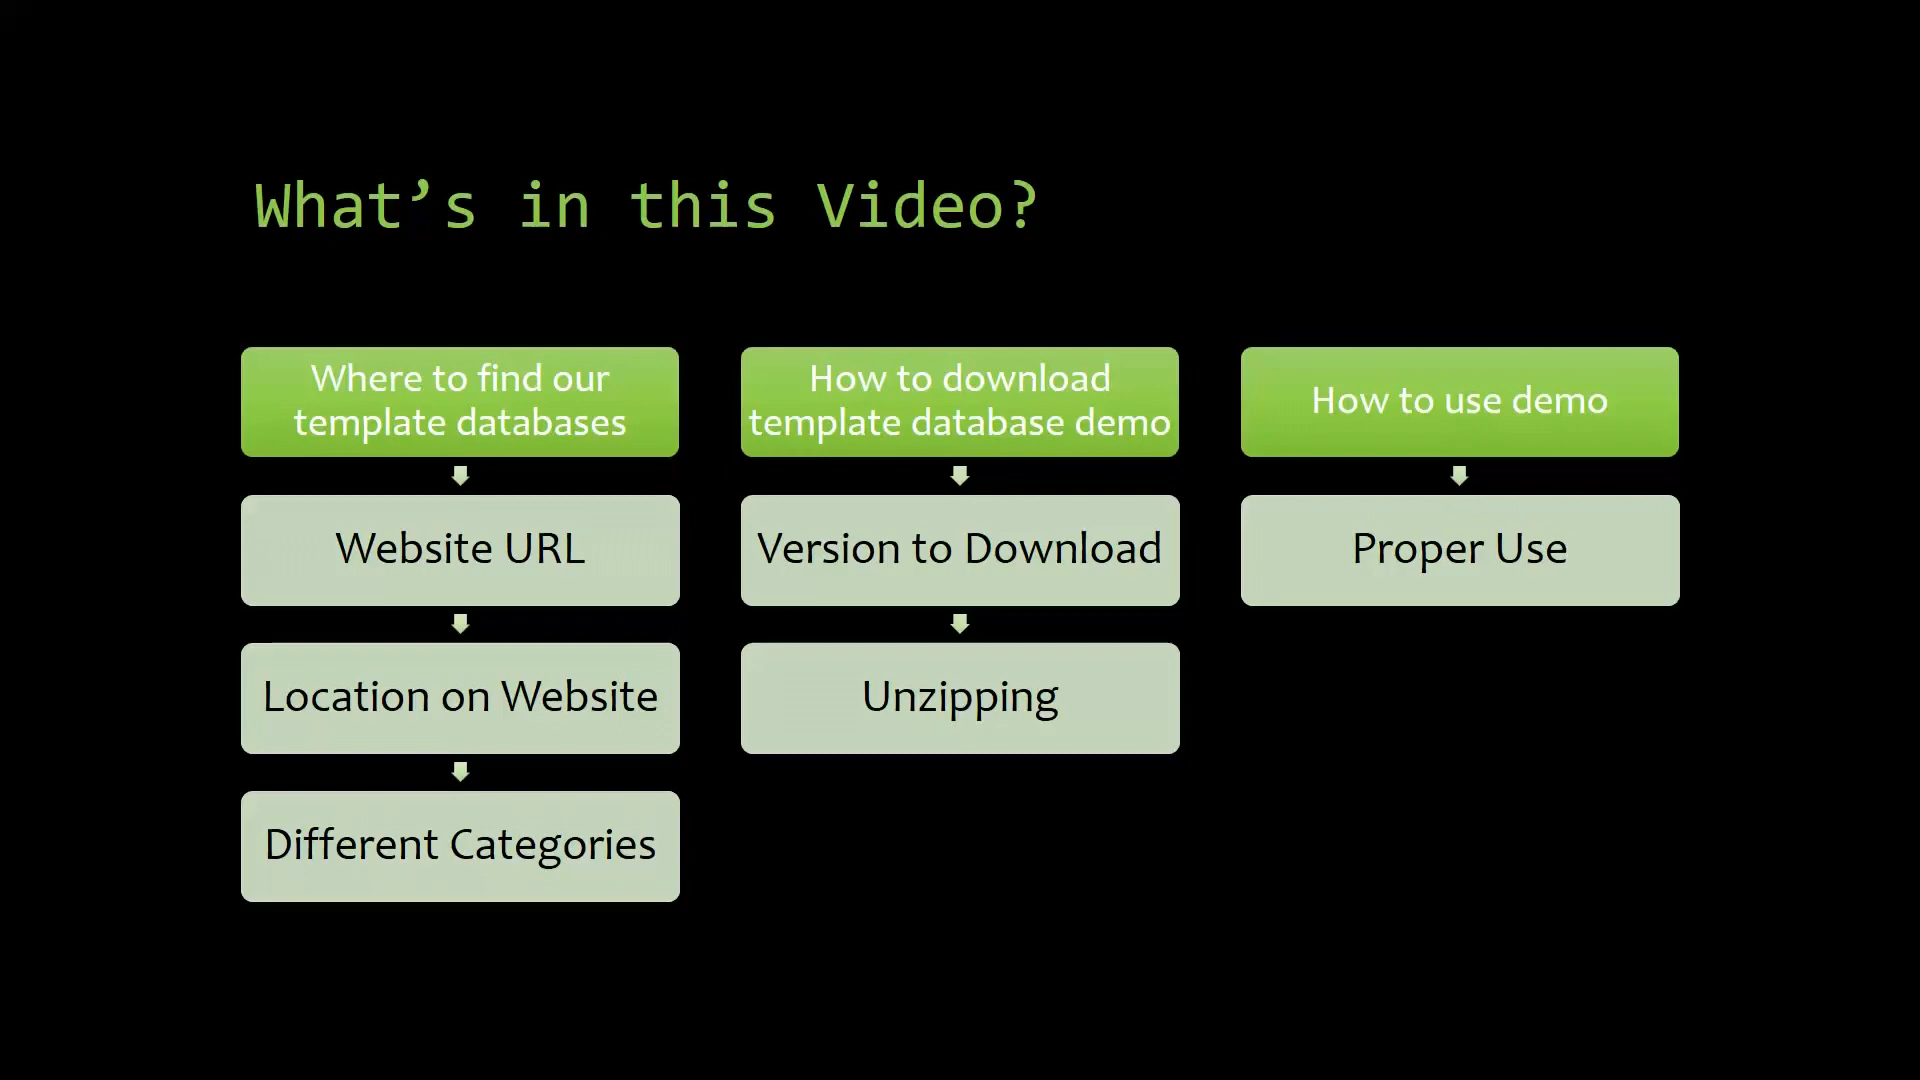 What’s in this Video?
Where to find our
template databases
Website URL
Location on Website
Different Categories
How to download
template database demo
Version to Download
Unzipping
How to use demo
Proper Use